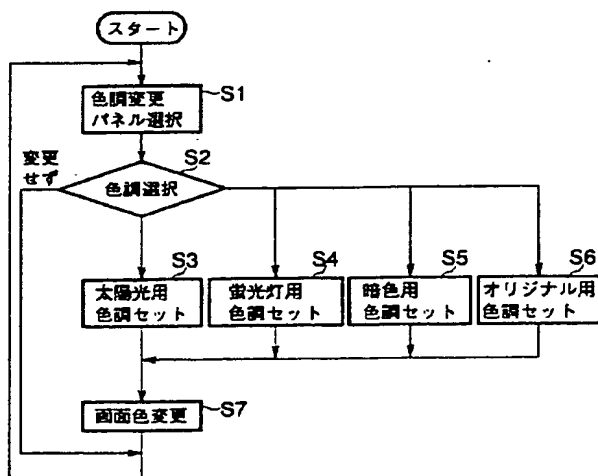 スタート
色調変更
パネル選択
S1
変更
せず
色調選択
S2
太陽光用
色調セット
S3
蛍光灯用
色調セット
S4
暗色用
色調セット
S5
オリジナル用
色調セット
S6
画面色変更
S7